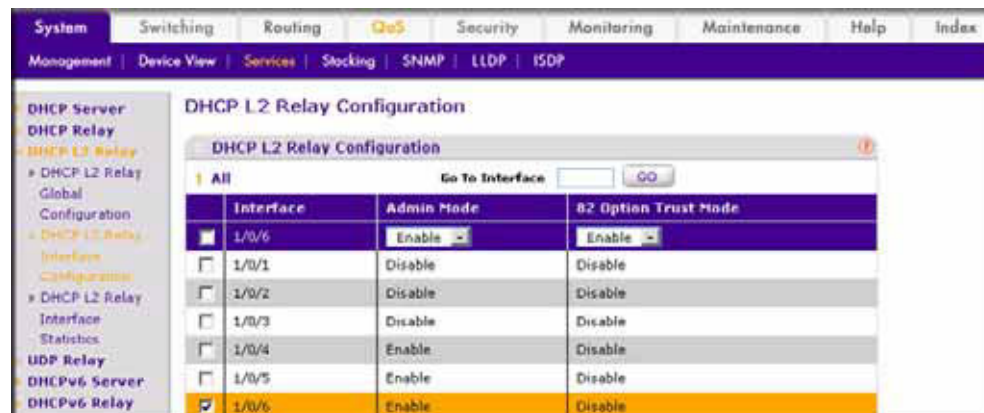 System Switching Routing QoS Security Monitoring Maintenance Help Index
Management | Device View | Services | Stacking | SNMP | LLDP | ISDP
DHCP Server
DHCP Relay
DHCP L2 Relay
DHCP L2 Relay
Global
Configuration
DHCP L2 Relay
Interface
Configuration
DHCP L2 Relay
Interface
Statistics
UDP Relay
DHCPv6 Server
DHCPv6 Relay
DHCP L2 Relay Configuration
DHCP L2 Relay Configuration
1 All Go To Interface GO
Interface Admin Mode 82 Option Trust Mode
1/0/6 Enable Enable
1/0/1 Disable Disable
1/0/2 Disable Disable
1/0/3 Disable Disable
1/0/4 Enable Disable
1/0/5 Enable Disable
1/0/6 Enable Disable